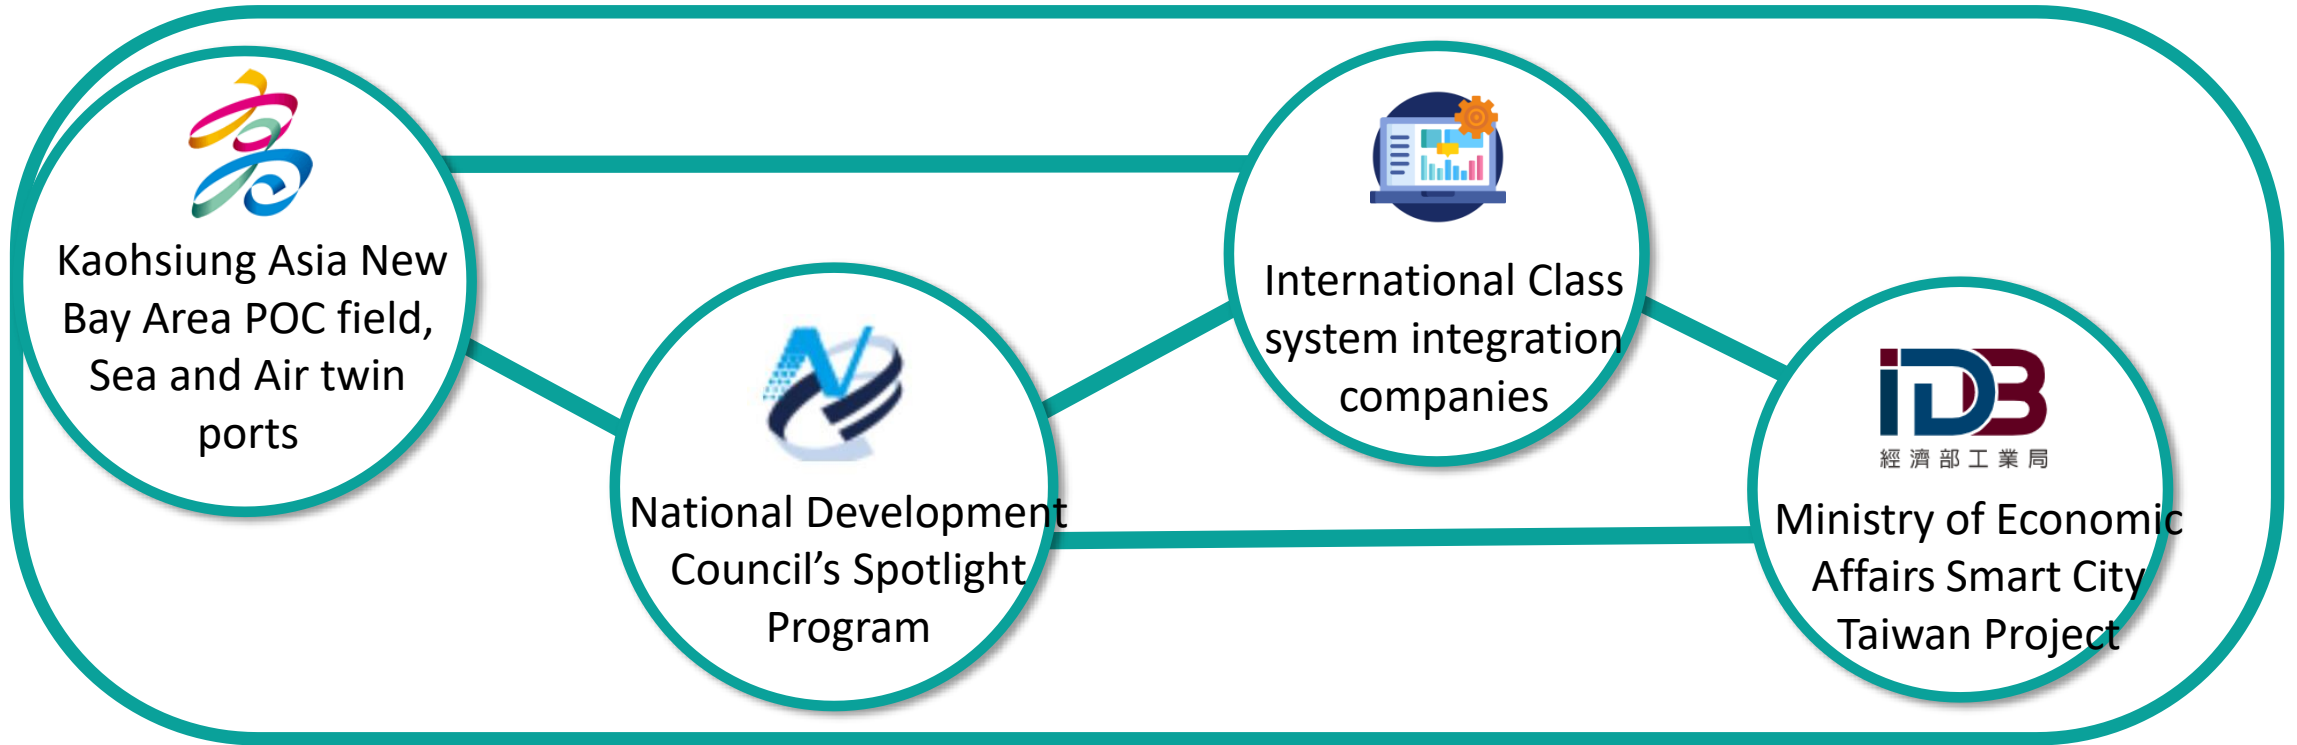 Kaohsiung Asia New
Bay Area POC field,
Sea and Air twin
ports
National Development
Council’s Spotlight
Program
International Class
system integration
companies
iDB
經濟部工業局
Ministry of Economic
Affairs Smart City
Taiwan Project